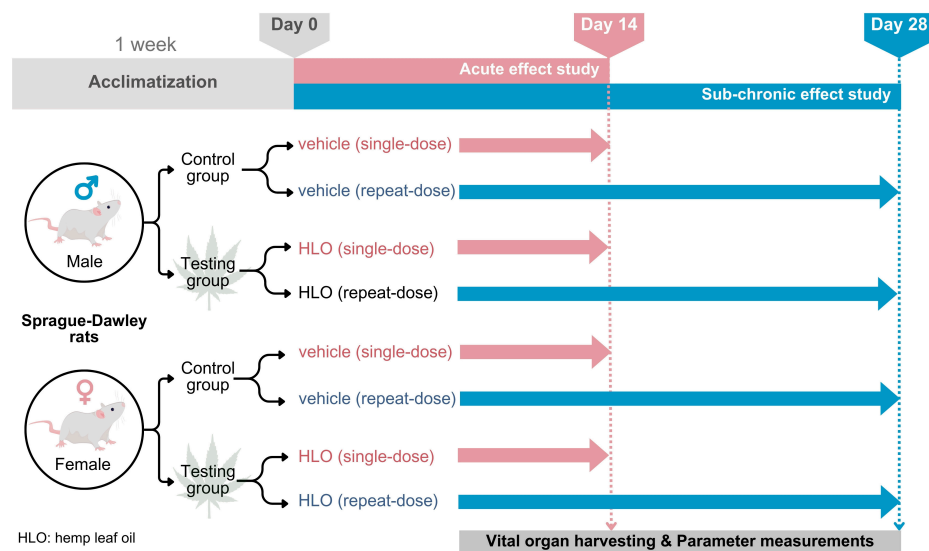 Day 0
Day 14
Day 28
1 week
Acclimatization
Acute effect study
Sub-chronic effect study
Male
Control
group
vehicle (single-dose)
vehicle (repeat-dose)
Testing
group
HLO (single-dose)
HLO (repeat-dose)
Sprague-Dawley
rats
Female
Control
group
vehicle (single-dose)
vehicle (repeat-dose)
Testing
group
HLO (single-dose)
HLO (repeat-dose)
HLO: hemp leaf oil
Vital organ harvesting & Parameter measurements